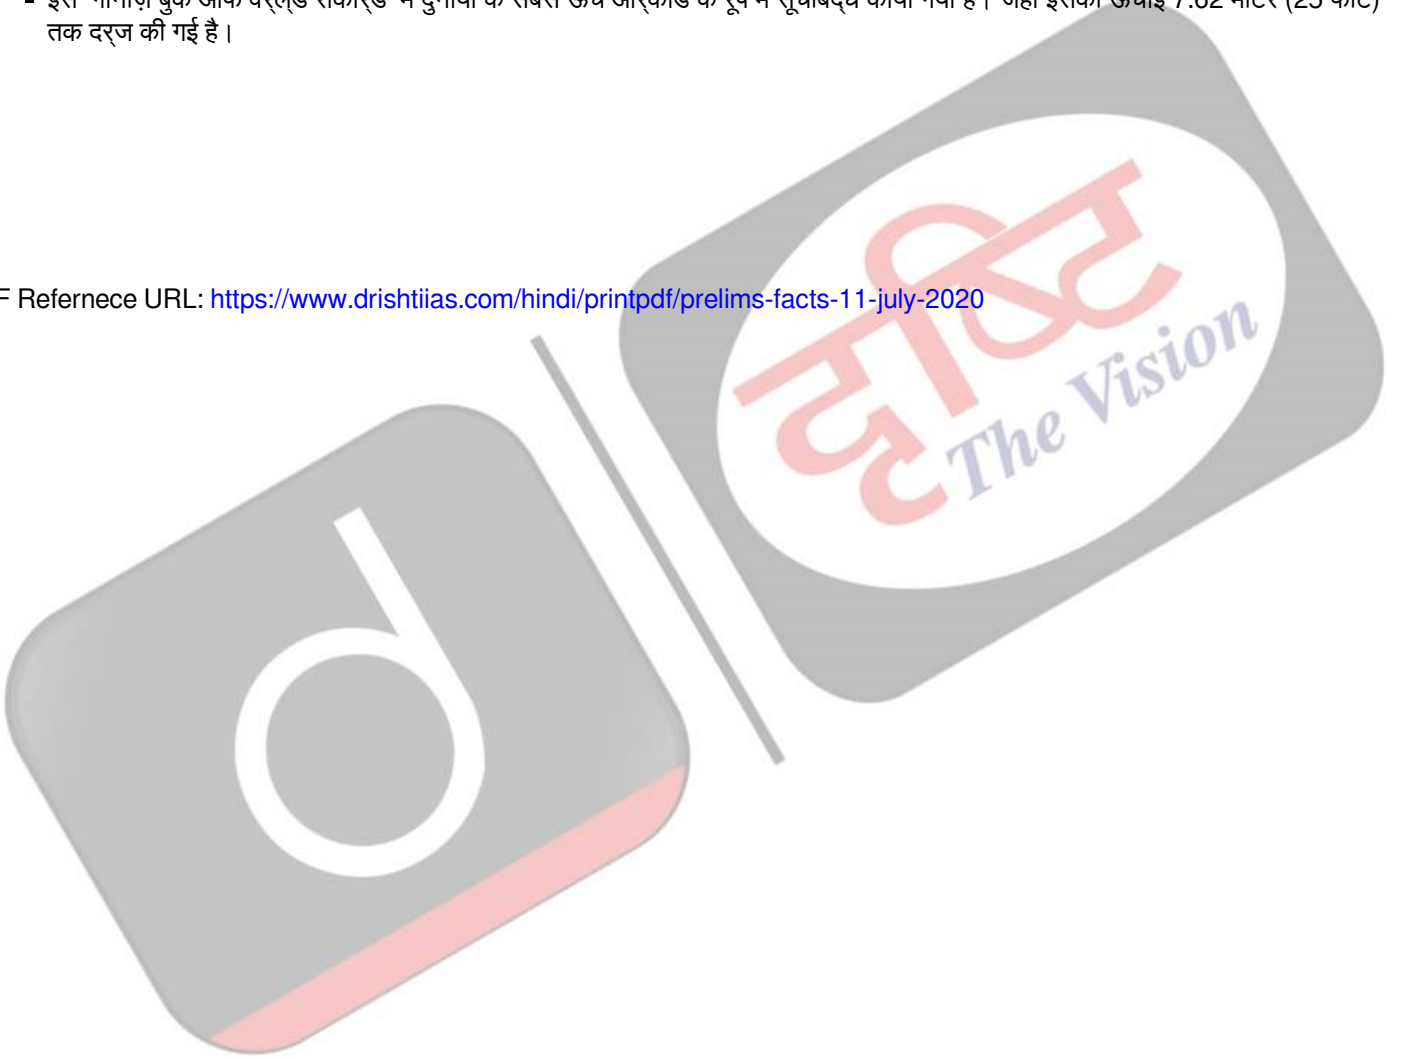 ▪ इसे 'गिनीज़ बुक ऑफ वर्ल्ड रिकॉर्ड' में दुनिया के सबसे ऊँचे ऑर्किड के रूप में सूचीबद्ध किया गया है। जहाँ इसकी ऊँचाई 7.62 मीटर (25 फीट)
तक दर्ज की गई है।
F Refernece URL: https://www.drishtiias.com/hindi/printpdf/prelims-facts-11-july-2020
दृष्टि
The Vision
d